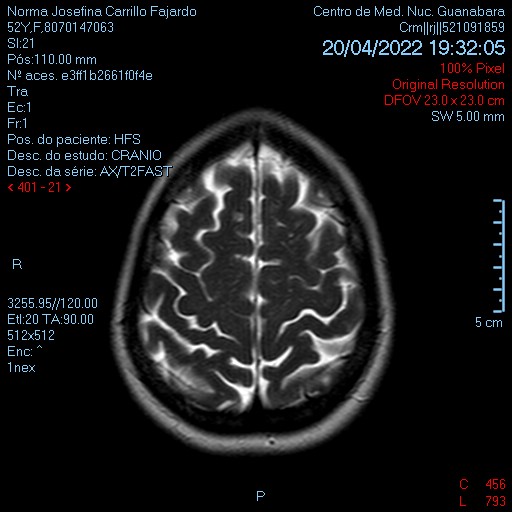 Norma Josefina Carrillo Fajardo
52Y,F,8070147063
Sl:21
Pós:110.00 mm
Nº aces. e3ff1b2661f0f4e
Tra
Ec:1
Fr:1
Pos. do paciente: HFS
Desc. do estudo: CRANIO
Desc. da série: AX/T2FAST
< 401 - 21 >
Centro de Med. Nuc. Guanabara
Crm||rj||521091859
20/04/2022 19:32:05
100% Pixel
Original Resolution
DFOV 23.0 x 23.0 cm
SW 5.00 mm
R
5 cm
3255.95//120.00
Etl:20 TA:90.00
512x512
Enc: ^
1nex
P
C 456
L 793